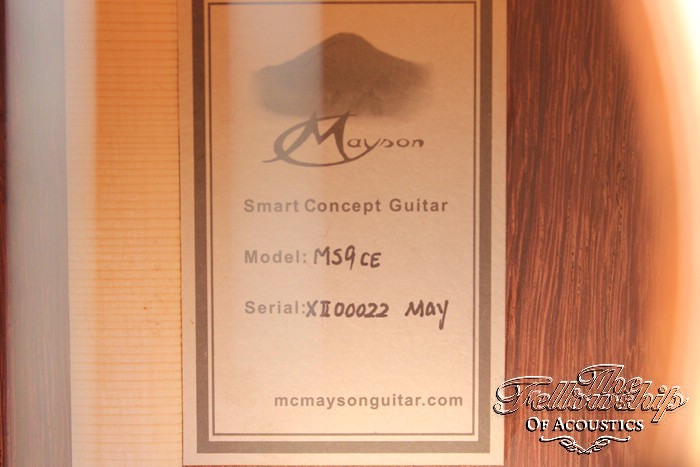 Mayson
Smart Concept Guitar
Model: MS9CE
Serial: XII00022 May
mcmaysonguitar.com
The
Fellowship
OF ACOUSTICS